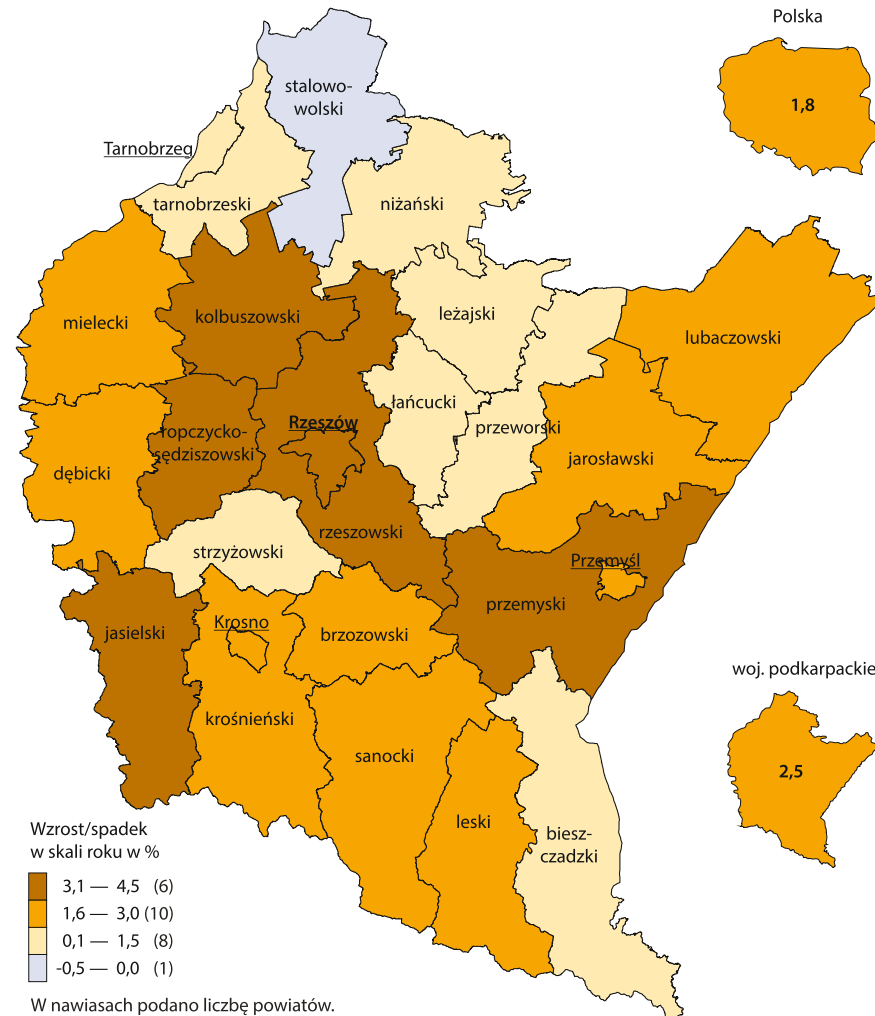 Polska
1,8
stalowo-
wolski
Tarnobrzeg
tarnobrzeski
niżański
mielecki
kolbuszowski
leżajski
lubaczowski
łańcucki
Rzeszów
ropczycko-
sędziszowski
przeworski
dębicki
jarosławski
rzeszowski
strzyżowski
Przemyśl
przemyski
jasielski
Krosno
brzozowski
woj. podkarpackie
krośnieński
sanocki
2,5
leski
biesz-
czadzki
Wzrost/spadek
w skali roku w %
3,1 — 4,5 (6)
1,6 — 3,0 (10)
0,1 — 1,5 (8)
-0,5 — 0,0 (1)
W nawiasach podano liczbę powiatów.